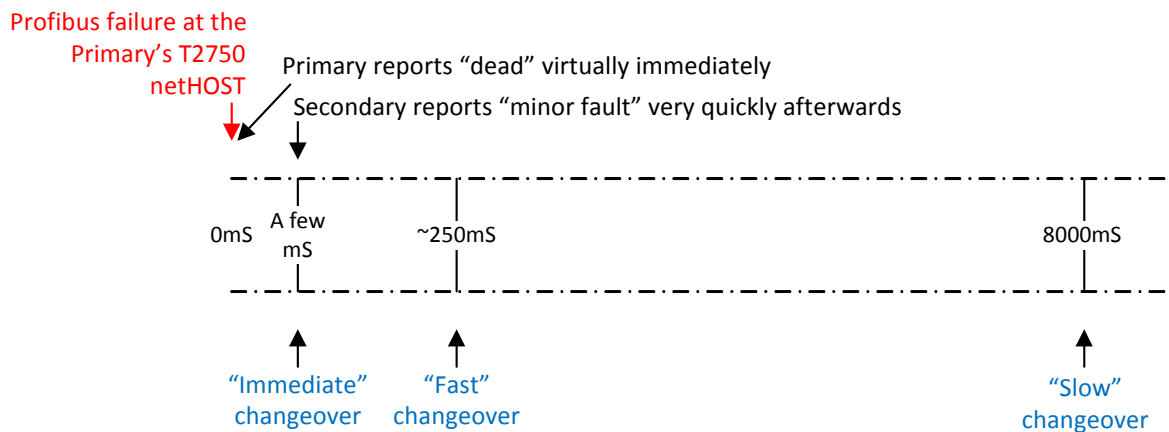 Profibus failure at the
Primary’s T2750
netHOST
Primary reports “dead” virtually immediately
Secondary reports “minor fault” very quickly afterwards
0mS
A few
mS
~250mS
8000mS
“Immediate”
changeover
“Fast”
changeover
“Slow”
changeover